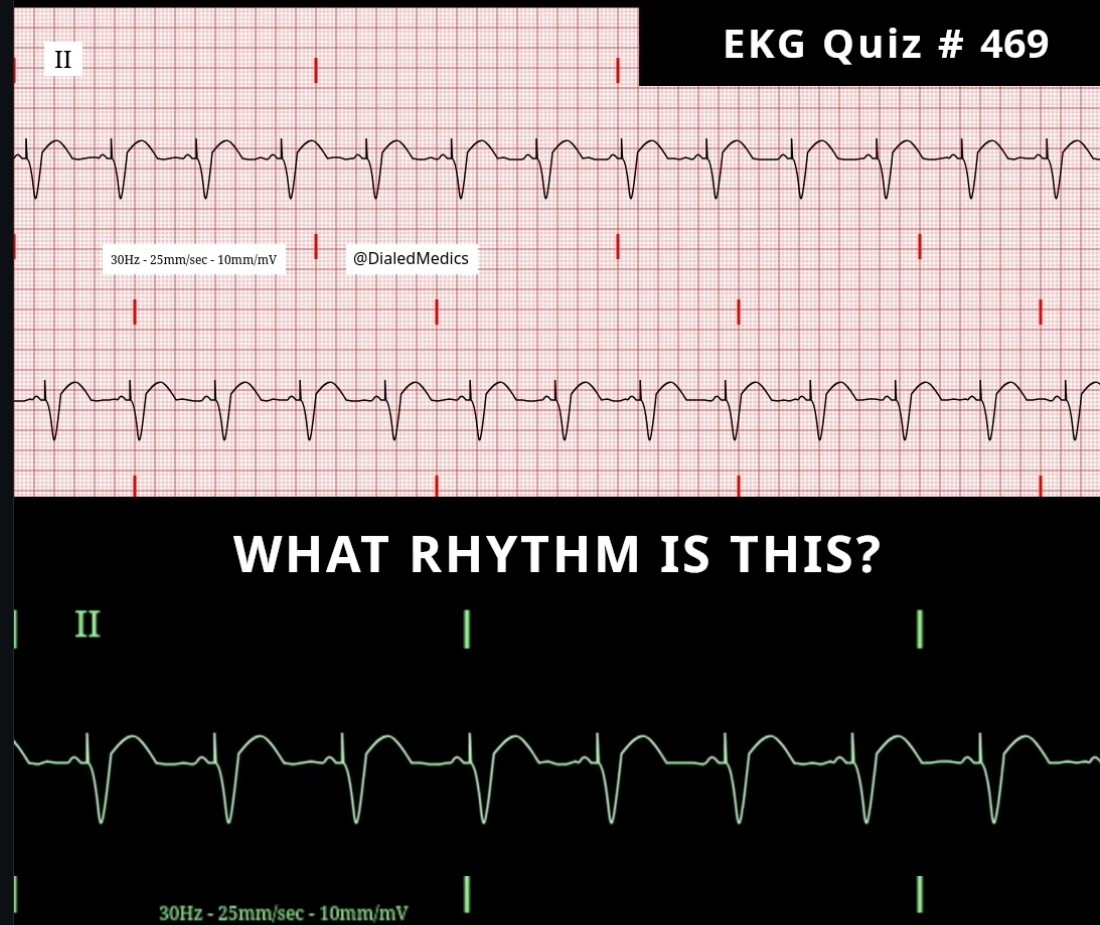 EKG Quiz # 469
II
30Hz - 25mm/sec - 10mm/mV
@DialedMedics
WHAT RHYTHM IS THIS?
II
30Hz - 25mm/sec - 10mm/mV